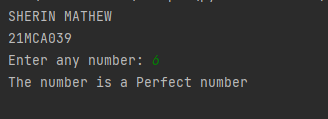 SHERIN MATHEW
21MCA039
Enter any number: 6
The number is a Perfect number